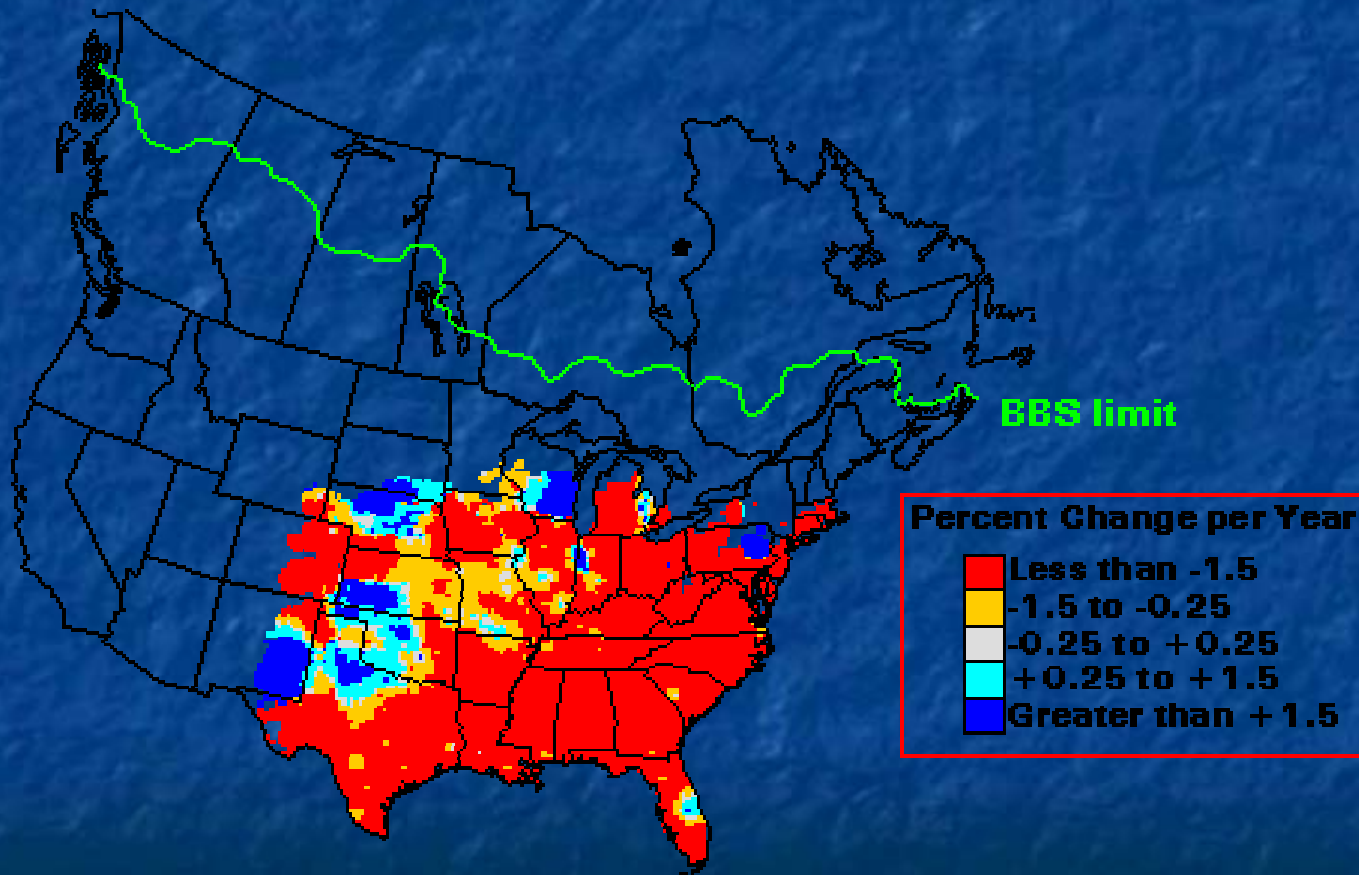 BBS limit
Percent Change per Year
Less than -1.5
-1.5 to -0.25
-0.25 to +0.25
+0.25 to +1.5
Greater than +1.5